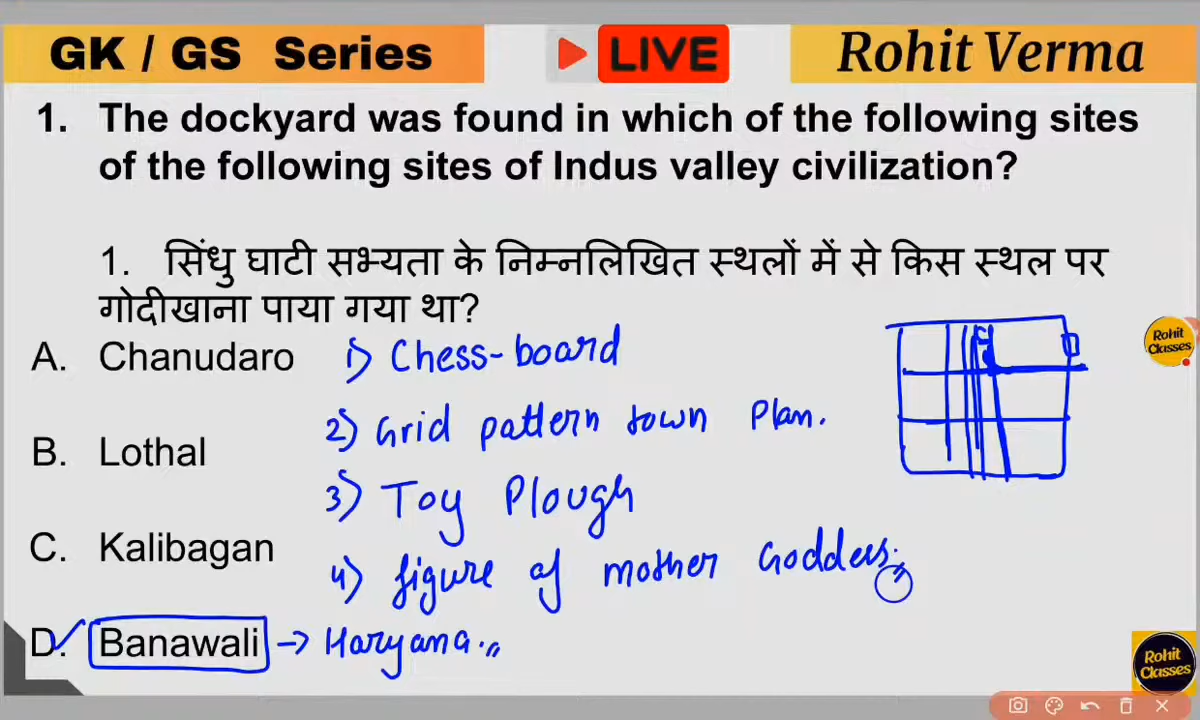 GK / GS Series LIVE Rohit Verma
1. The dockyard was found in which of the following sites
of the following sites of Indus valley civilization?
1. सिंधु घाटी सभ्यता के निम्नलिखित स्थलों में से किस स्थल पर
गोदीखाना पाया गया था?
Rohit
Classes
A. Chanudaro 1) Chess-board
2) Grid pattern town Plan.
B. Lothal
3) Toy Plough
C. Kalibagan
4) figure of mother Goddess.
D. Banawali → Haryana
Rohit
Classes